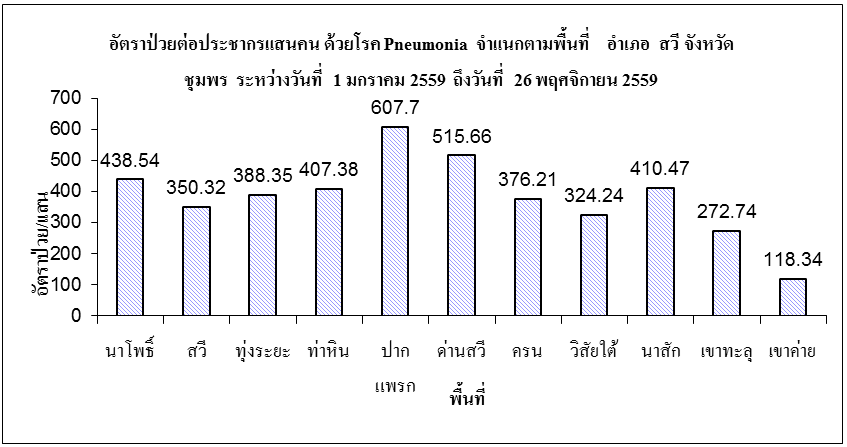 อัตราป่วยต่อประชากรแสนคน ด้วยโรค Pneumonia จำแนกตามพื้นที่ อำเภอ สวี จังหวัด
ชุมพร ระหว่างวันที่ 1 มกราคม 2559 ถึงวันที่ 26 พฤศจิกายน 2559
อัตราป่วย/แสน
700
600
500
400
300
200
100
0
438.54
350.32
388.35
407.38
607.7
515.66
376.21
324.24
410.47
272.74
118.34
นาโพธิ์
สวี
ทุ่งระยะ
ท่าหิน
ปาก
แพรก
ด่านสวี
ครน
วิสัยใต้
นาสัก
เขาทะลุ
เขาค่าย
พื้นที่